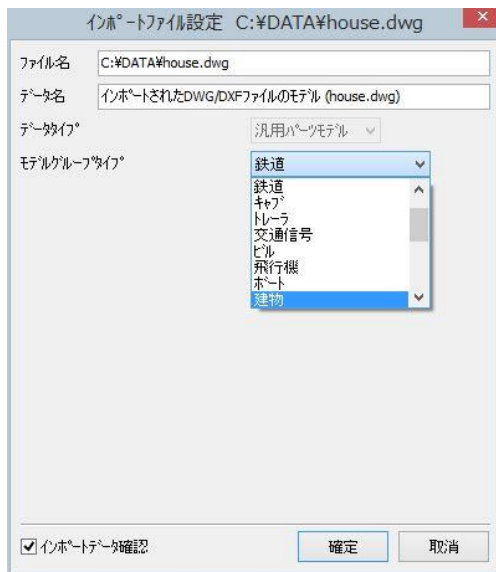 インポートファイル設定 C:¥DATA¥house.dwg
ファイル名 C:¥DATA¥house.dwg
データ名 インポートされたDWG/DXFファイルのモデル (house.dwg)
データタイプ 汎用パーツモデル
モデルグループタイプ 鉄道
鉄道
キャブ
トレーラ
交通信号
ビル
飛行機
ボート
建物
インポートデータ確認 確定 取消